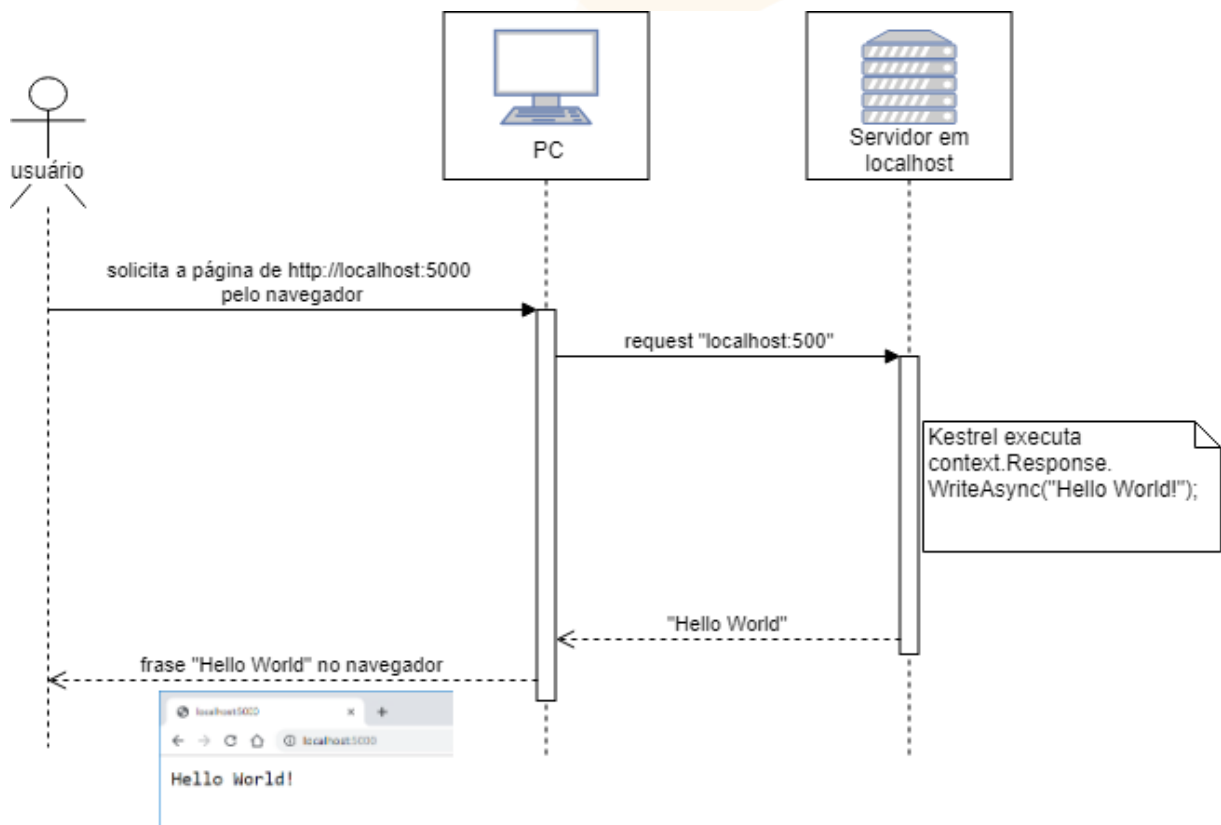 usuário
PC
Servidor em
localhost
solicita a página de http://localhost:5000
pelo navegador
request "localhost:500"
Kestrel executa
context.Response.
WriteAsync("Hello World!");
"Hello World"
frase "Hello World" no navegador
localhost:5000
localhost:5000
Hello World!